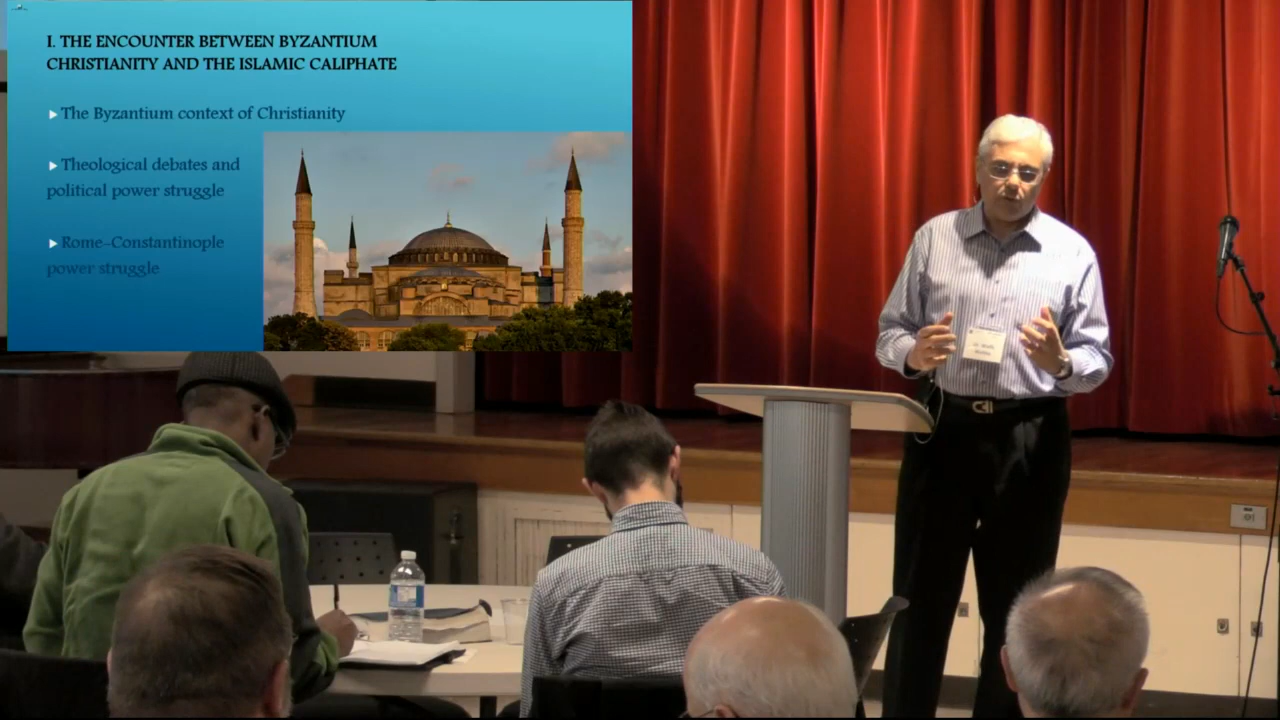 I. THE ENCOUNTER BETWEEN BYZANTIUM
CHRISTIANITY AND THE ISLAMIC CALIPHATE
The Byzantium context of Christianity
Theological debates and
political power struggle
Rome-Constantinople
power struggle